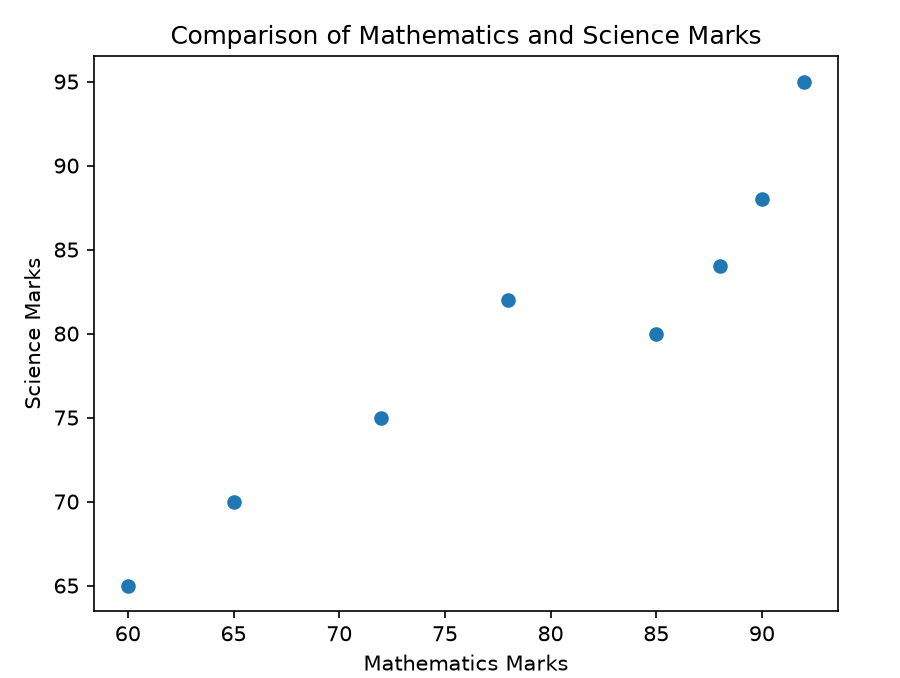 Comparison of Mathematics and Science Marks
95
90
85
80
75
70
65
Science Marks
60 65 70 75 80 85 90
Mathematics Marks